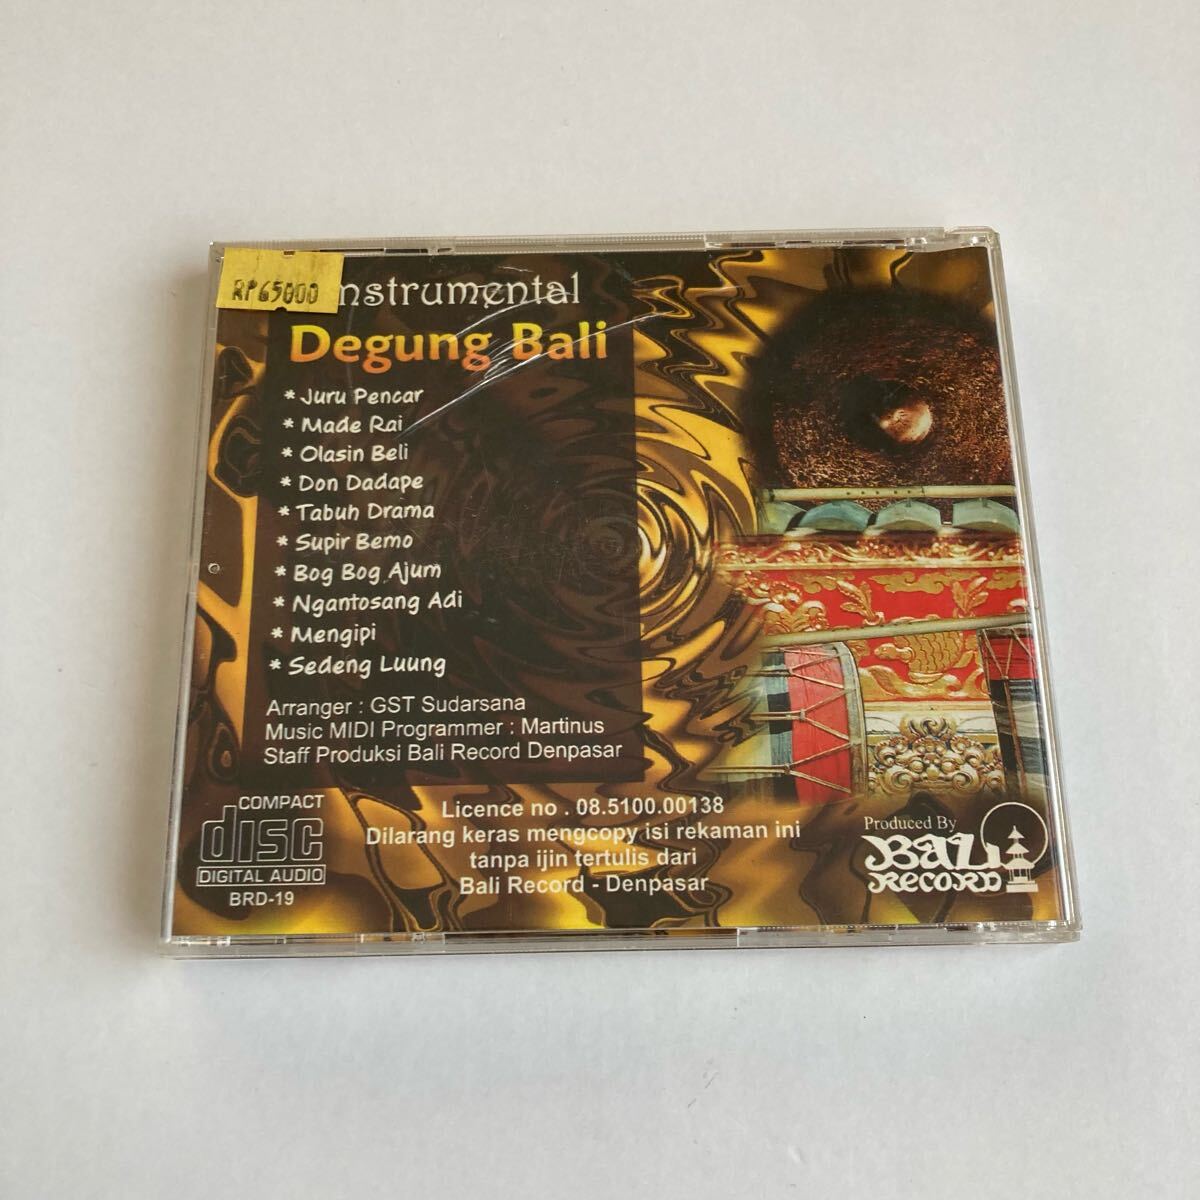 RP65000
Instrumental
Degung Bali
* Juru Pencar
* Made Rai
* Olasin Beli
* Don Dadape
* Tabuh Drama
* Supir Bemo
* Bog Bog Ajum
* Ngantosang Adi
* Mengipi
* Sedeng Luung
Arranger : GST Sudarsana
Music MIDI Programmer : Martinus
Staff Produksi Bali Record Denpasar
COMPACT
disc
DIGITAL AUDIO
BRD-19
Licence no . 08.5100.00138
Dilarang keras mengcopy isi rekaman ini
tanpa ijin tertulis dari
Bali Record - Denpasar
Produced By
BALI
RECORD